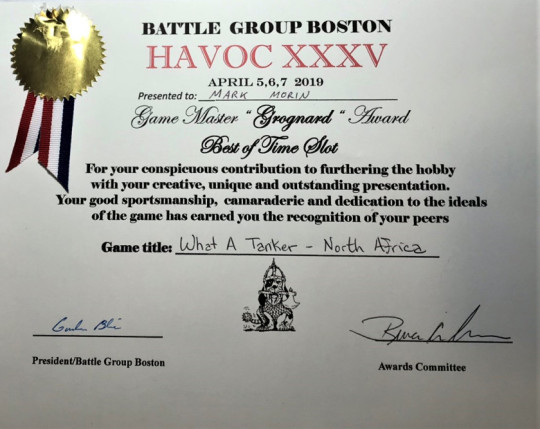 BATTLE GROUP BOSTON
HAVOC XXXV
APRIL 5,6,7 2019
Presented to: MARK MORIN
Game Master “ Grognard “ Award
Best of Time Slot
For your conspicuous contribution to furthering the hobby
with your creative, unique and outstanding presentation.
Your good sportsmanship, camaraderie and dedication to the ideals
of the game has earned you the recognition of your peers
Game title: What A Tanker - North Africa
President/Battle Group Boston
Awards Committee